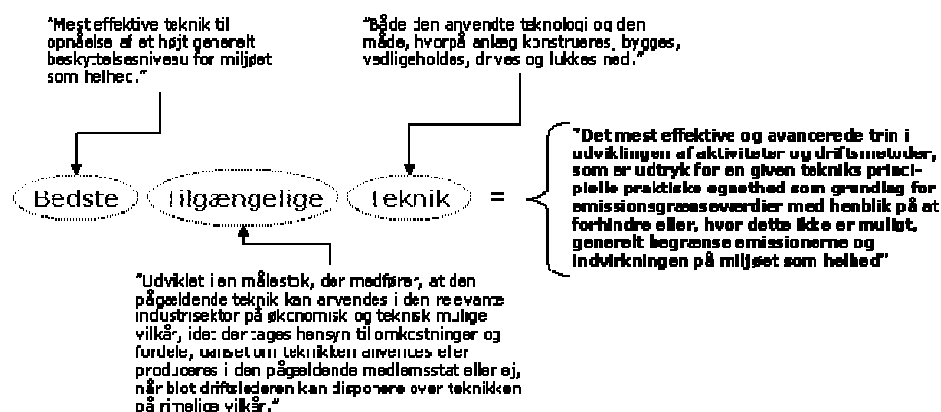 "Mest effektive teknik til
opnåelse af et højt generelt
beskyttelsesniveau for miljøet
som helhed."
"Både den anvendte teknologi og den
måde, hvorpå anlæg konstrueres, bygges,
vedligeholdes, drives og lukkes ned."
Bedste Tilgængelige Teknik =
"Det mest effektive og avancerede trin i
udviklingen af aktiviteter og driftsmetoder,
som er udtryk for en given tekniks princi-
pielle praktiske egnethed som grundlag for
emissionsgrænseværdier med henblik på at
forhindre eller, hvor dette ikke er muligt,
generelt begrænse emissionerne og
indvirkningen på miljøet som helhed"
"Udviklet i en målestok, der medfører, at den
pågældende teknik kan anvendes i den relevante
industrisektor på økonomisk og teknisk mulige
vilkår, idet der tages hensyn til omkostninger og
fordele, uanset om teknikken anvendes eller
produceres i den pågældende medlemsstat eller ej,
når blot driftslederen kan disponere over teknikken
på rimelige vilkår."